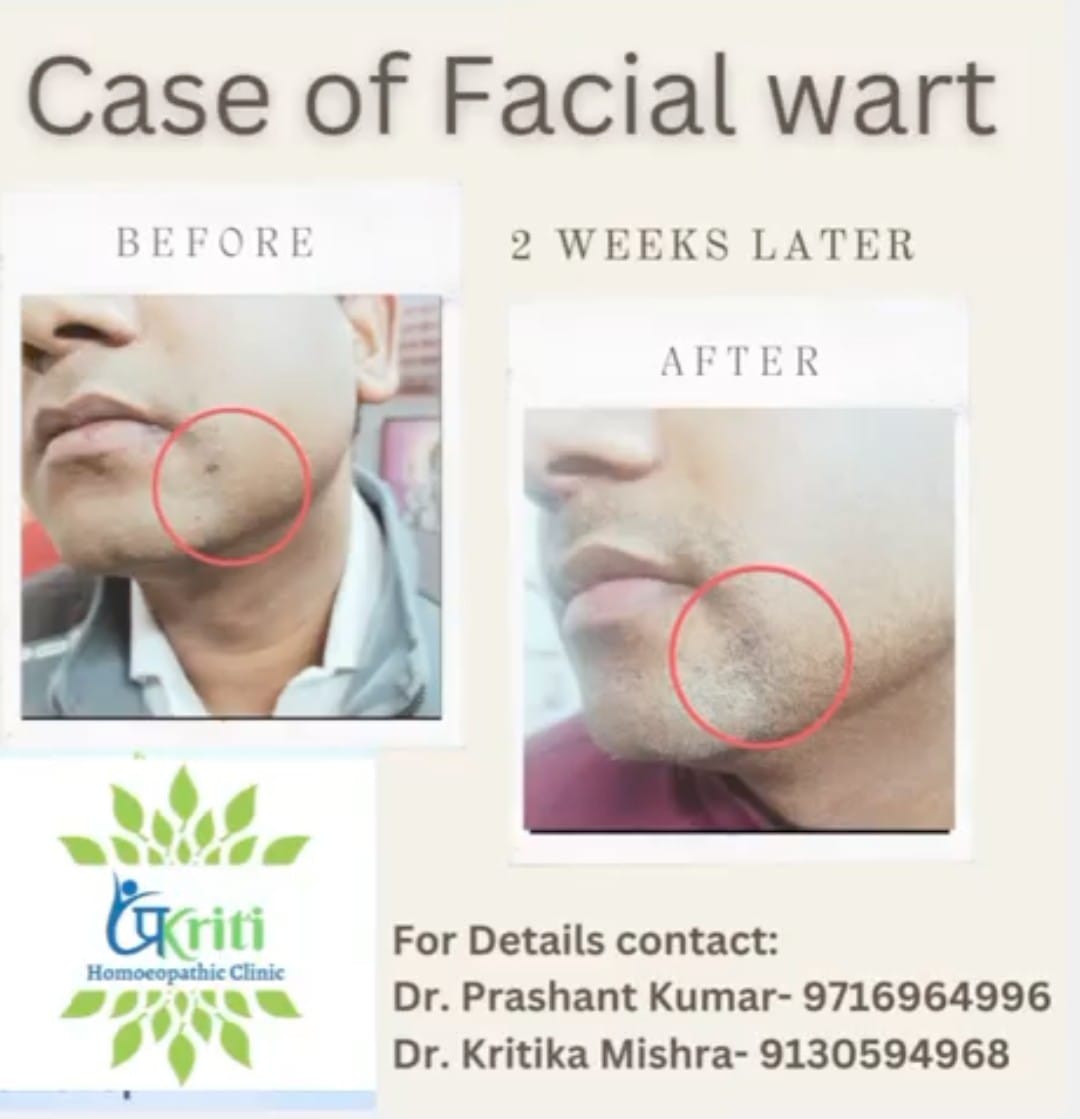 Case of Facial wart
BEFORE
2 WEEKS LATER
AFTER
प्रkriti
Homoeopathic Clinic
For Details contact:
Dr. Prashant Kumar- 9716964996
Dr. Kritika Mishra- 9130594968